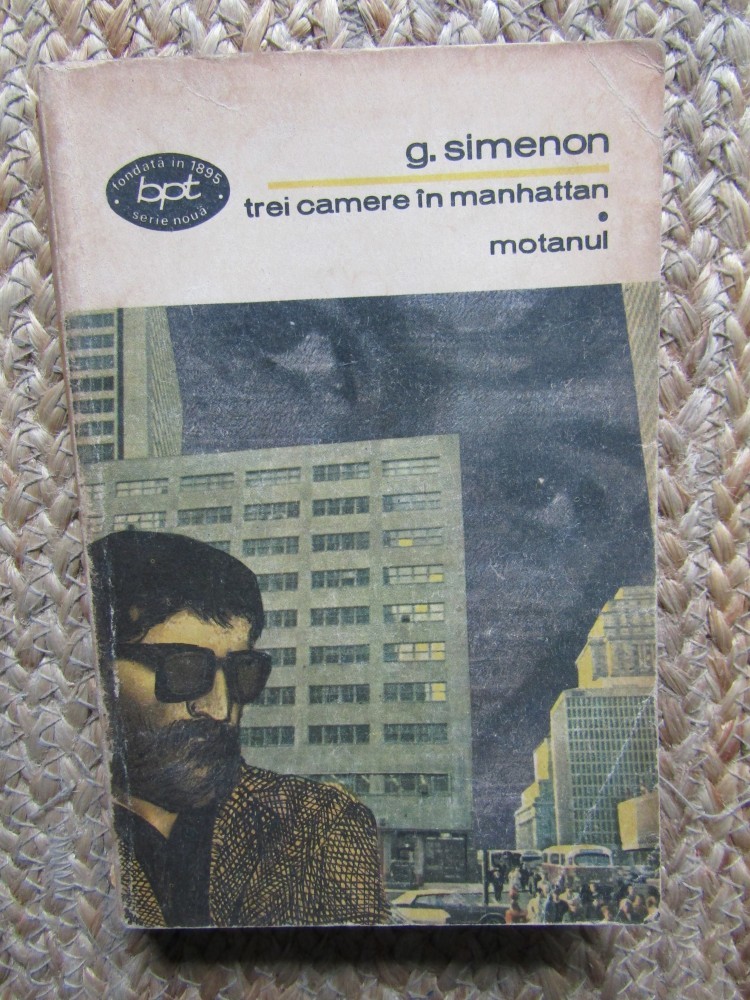 g. simenon
trei camere în manhattan
•
motanul
fondată în 1895
bpt
· serie nouă ·